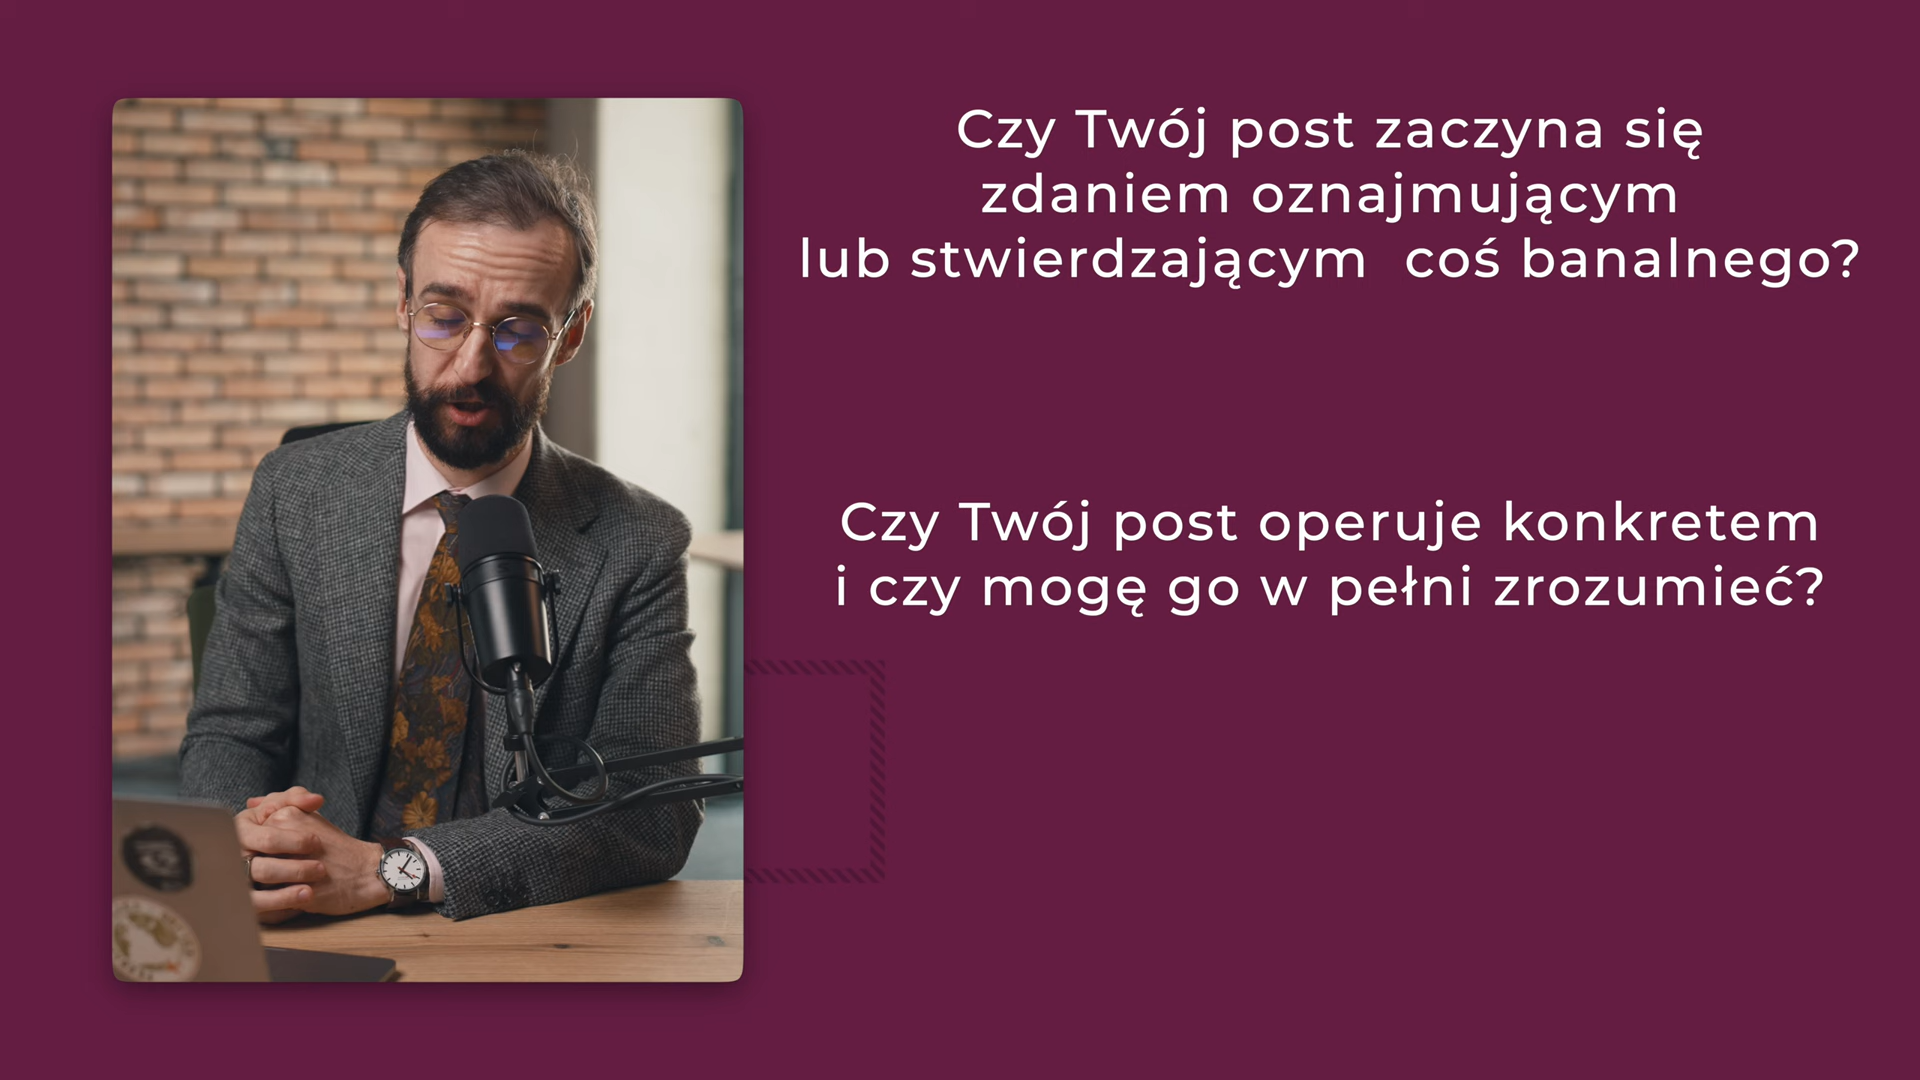 Czy Twój post zaczyna się
zdaniem oznajmującym
lub stwierdzającym  coś banalnego?
Czy Twój post operuje konkretem
i czy mogę go w pełni zrozumieć?